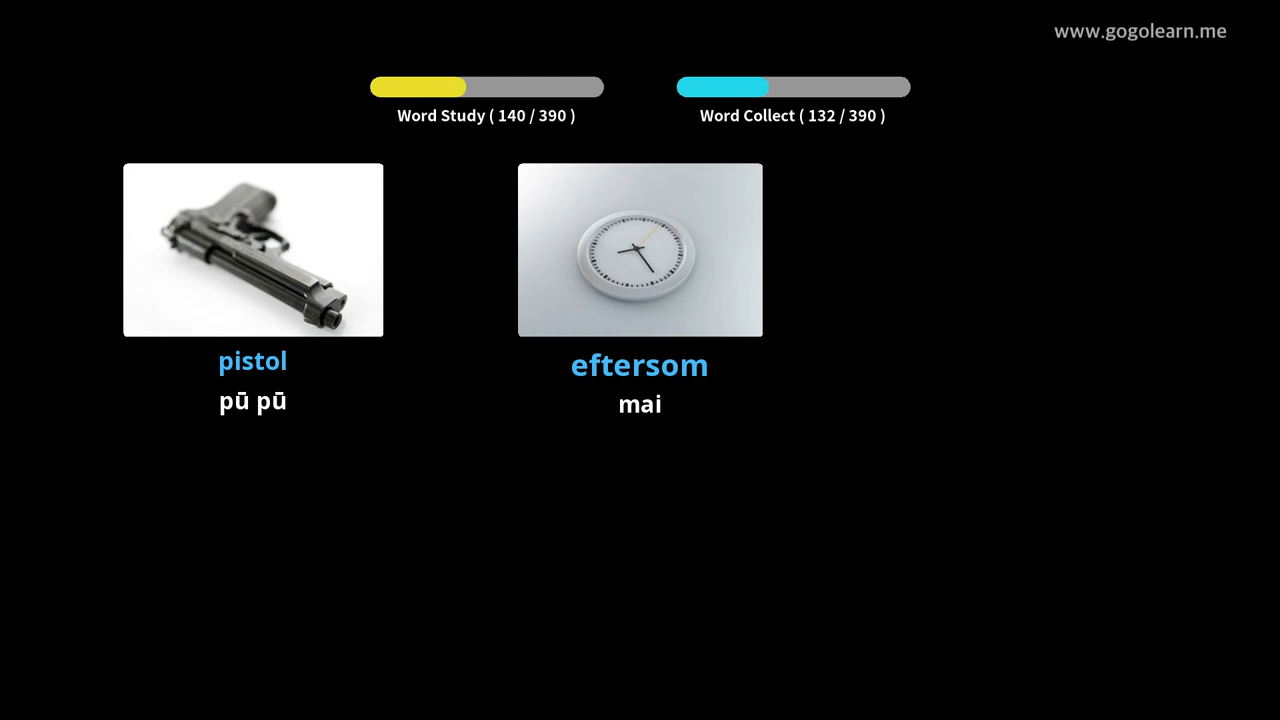 www.gogolearn.me
Word Study ( 140 / 390 )
Word Collect ( 132 / 390 )
pistol
pū pū
eftersom
mai